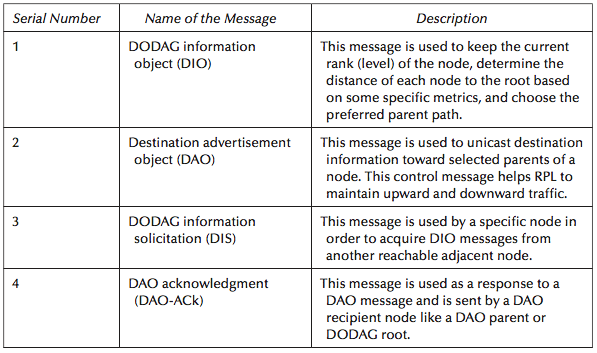 Serial Number Name of the Message Description
1 DODAG information This message is used to keep the current
object (DIO) rank (level) of the node, determine the
distance of each node to the root based
on some specific metrics, and choose the
preferred parent path.
2 Destination advertisement This message is used to unicast destination
object (DAO) information toward selected parents of a
node. This control message helps RPL to
maintain upward and downward traffic.
3 DODAG information This message is used by a specific node in
solicitation (DIS) order to acquire DIO messages from
another reachable adjacent node.
4 DAO acknowledgment This message is used as a response to a
(DAO-ACk) DAO message and is sent by a DAO
recipient node like a DAO parent or
DODAG root.